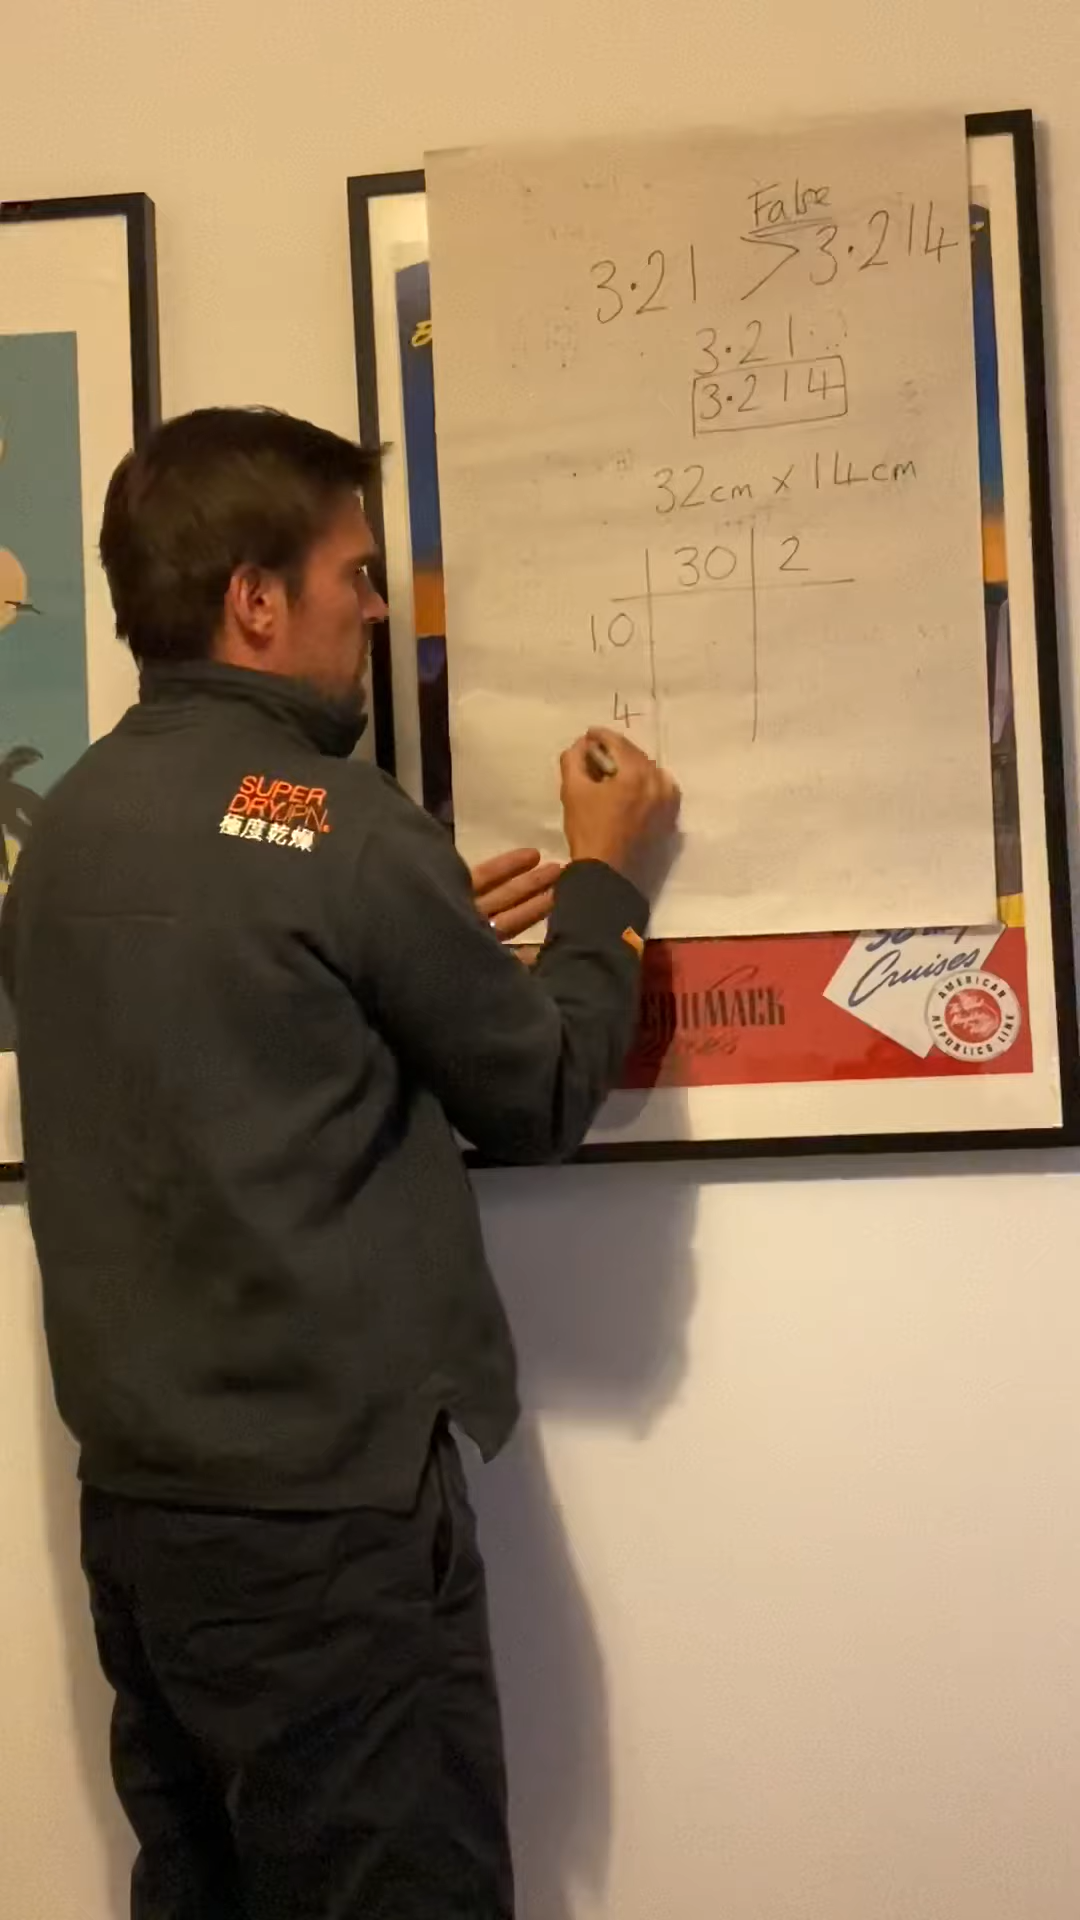 False
3.21 > 3.214
3.21
3.214
32cm x 14cm
30 2
10
4
SUPER
DRY JPN.
極度乾燥
Cruises
AMERICAN
REPUBLICS LINE